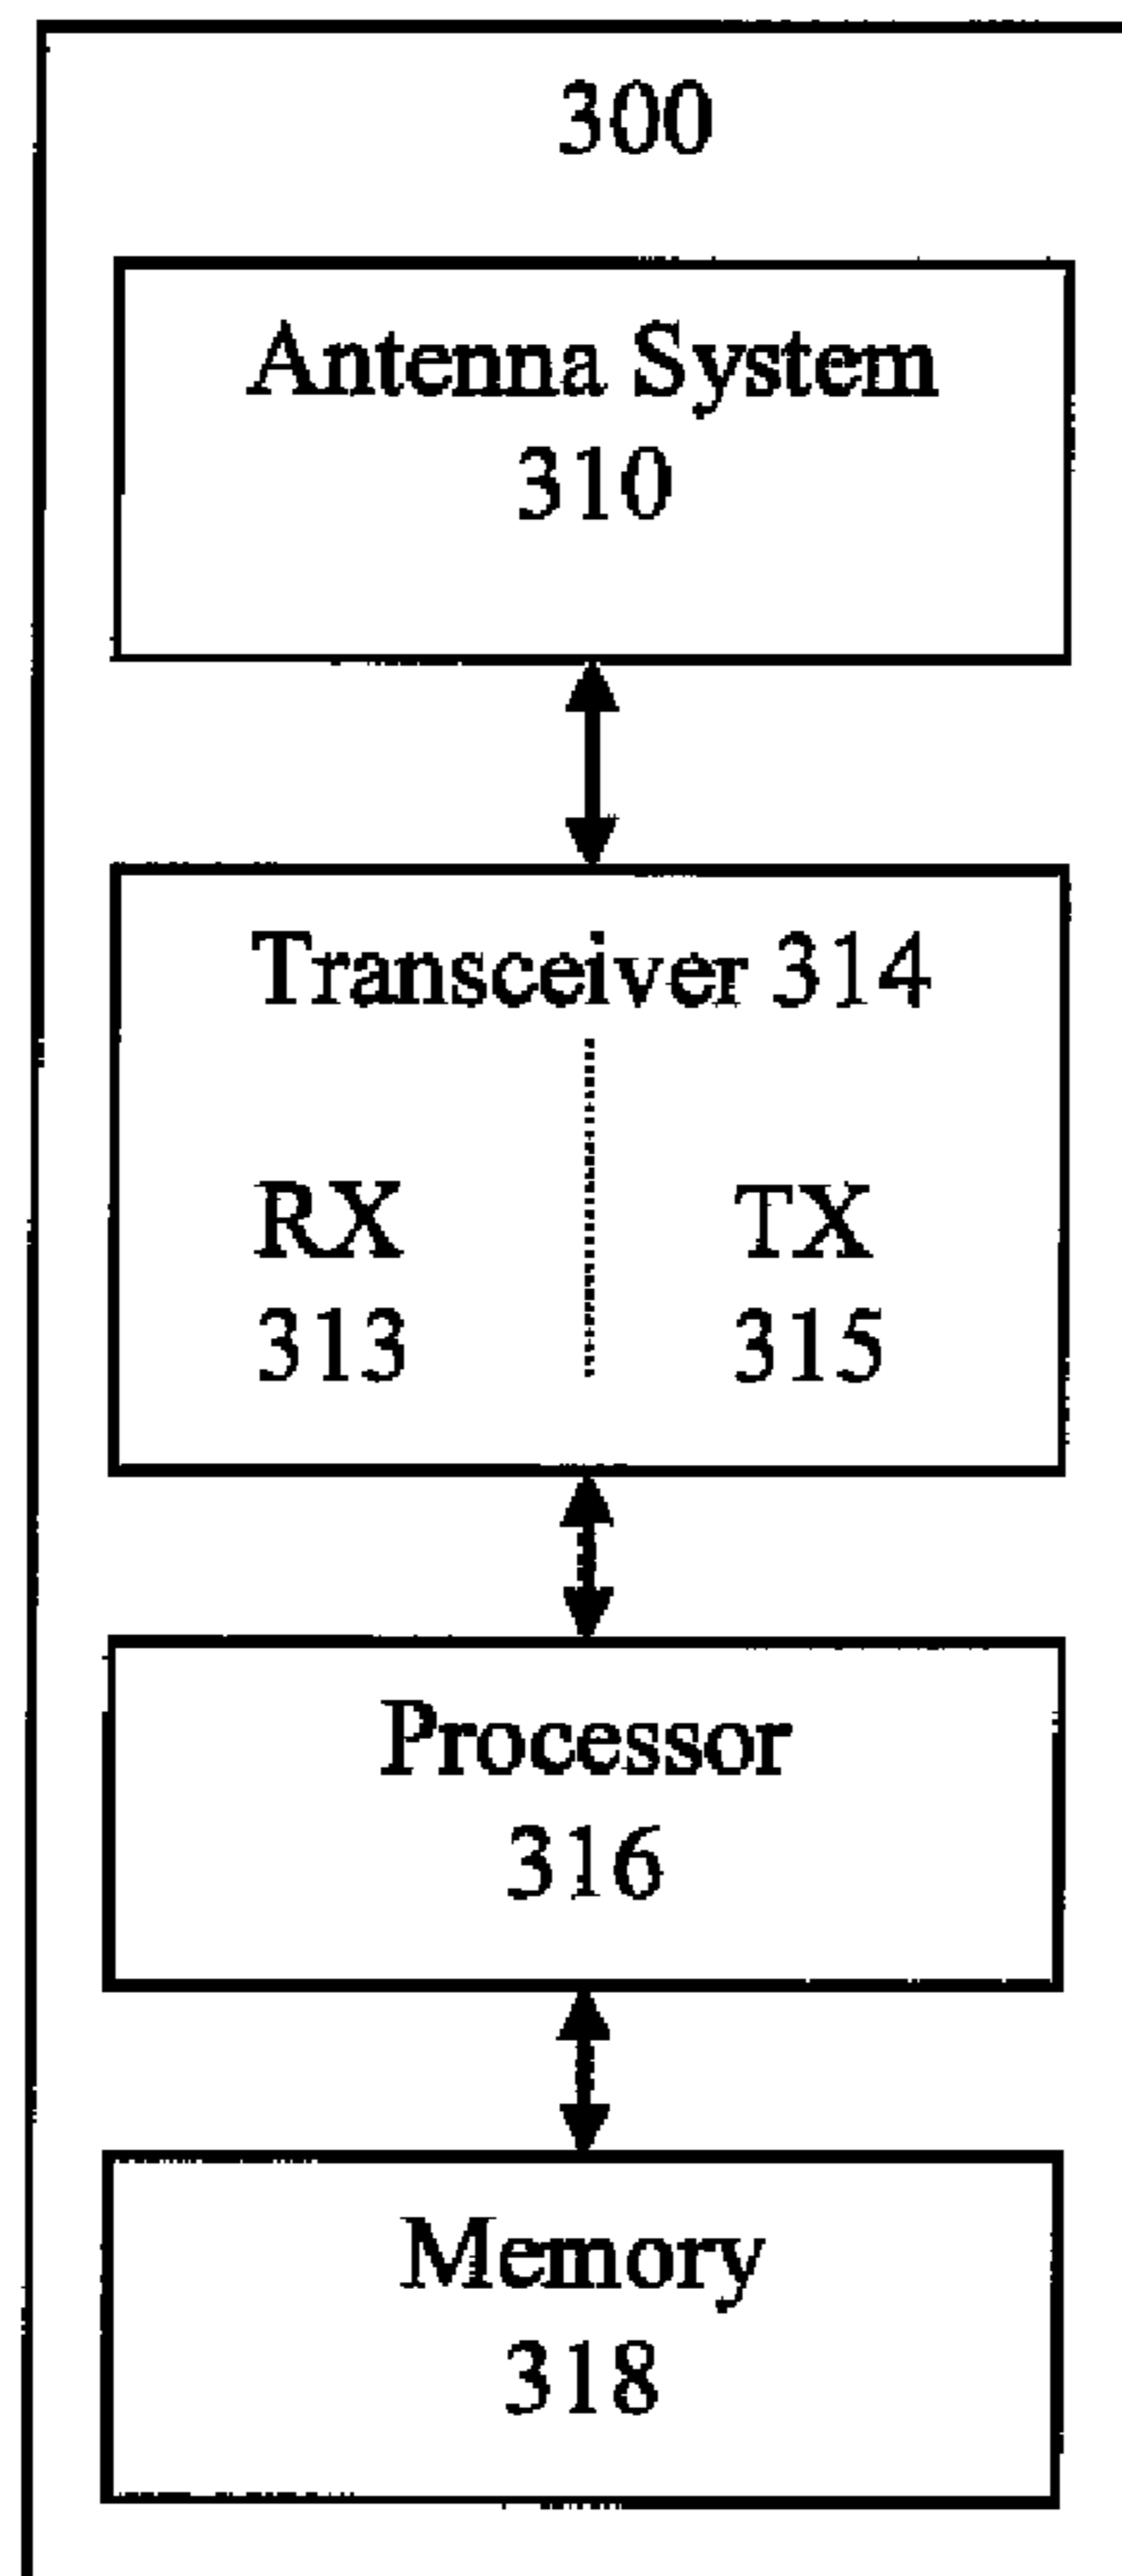 300
Antenna System
310
Transceiver 314
RX TX
313 315
Processor
316
Memory
318